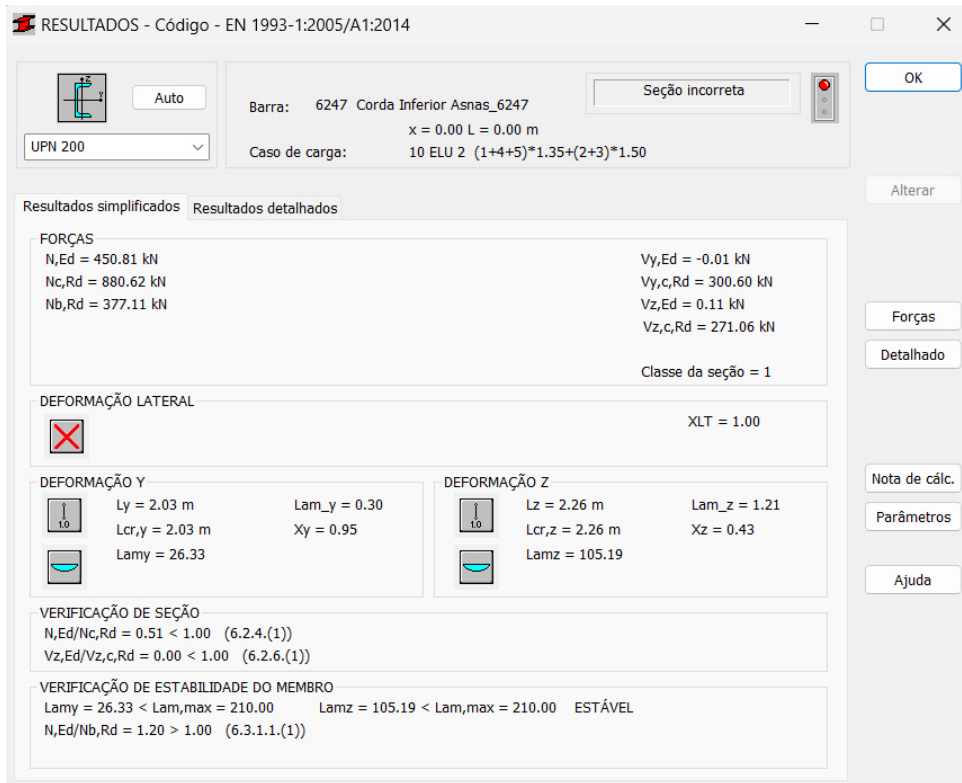 RESULTADOS - Código - EN 1993-1:2005/A1:2014
z
y
Auto
UPN 200
Barra: 6247 Corda Inferior Asnas_6247
Seção incorreta
x = 0.00 L = 0.00 m
Caso de carga: 10 ELU 2 (1+4+5)*1.35+(2+3)*1.50
OK
Alterar
Forças
Detalhado
Nota de cálc.
Parâmetros
Ajuda
Resultados simplificados
Resultados detalhados
FORÇAS
N,Ed = 450.81 kN
Nc,Rd = 880.62 kN
Nb,Rd = 377.11 kN
Vy,Ed = -0.01 kN
Vy,c,Rd = 300.60 kN
Vz,Ed = 0.11 kN
Vz,c,Rd = 271.06 kN
Classe da seção = 1
DEFORMAÇÃO LATERAL
XLT = 1.00
DEFORMAÇÃO Y
1.0
Ly = 2.03 m Lam_y = 0.30
Lcr,y = 2.03 m Xy = 0.95
Lamy = 26.33
DEFORMAÇÃO Z
1.0
Lz = 2.26 m Lam_z = 1.21
Lcr,z = 2.26 m Xz = 0.43
Lamz = 105.19
VERIFICAÇÃO DE SEÇÃO
N,Ed/Nc,Rd = 0.51 < 1.00 (6.2.4.(1))
Vz,Ed/Vz,c,Rd = 0.00 < 1.00 (6.2.6.(1))
VERIFICAÇÃO DE ESTABILIDADE DO MEMBRO
Lamy = 26.33 < Lam,max = 210.00 Lamz = 105.19 < Lam,max = 210.00 ESTÁVEL
N,Ed/Nb,Rd = 1.20 > 1.00 (6.3.1.1.(1))